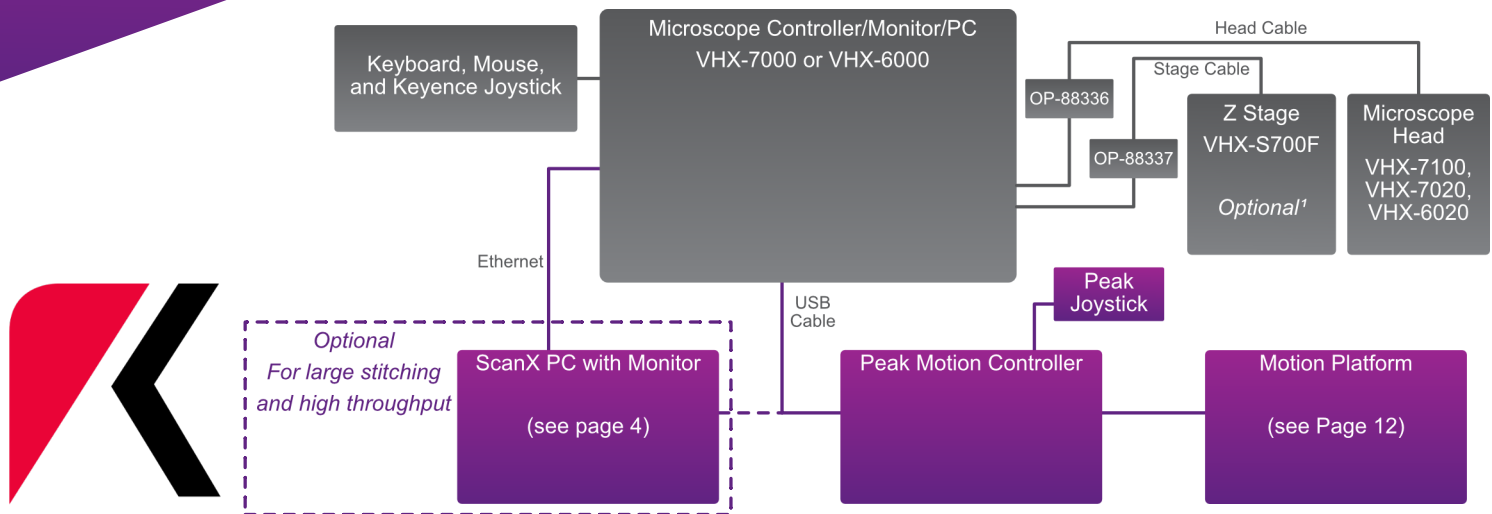 Keyboard, Mouse,
and Keyence Joystick
Microscope Controller/Monitor/PC
VHX-7000 or VHX-6000
Head Cable
Stage Cable
OP-88336
OP-88337
Z Stage
VHX-S700F
Optional¹
Microscope
Head
VHX-7100,
VHX-7020,
VHX-6020
Ethernet
USB
Cable
Peak
Joystick
Optional
For large stitching
and high throughput
ScanX PC with Monitor
(see page 4)
Peak Motion Controller
Motion Platform
(see Page 12)